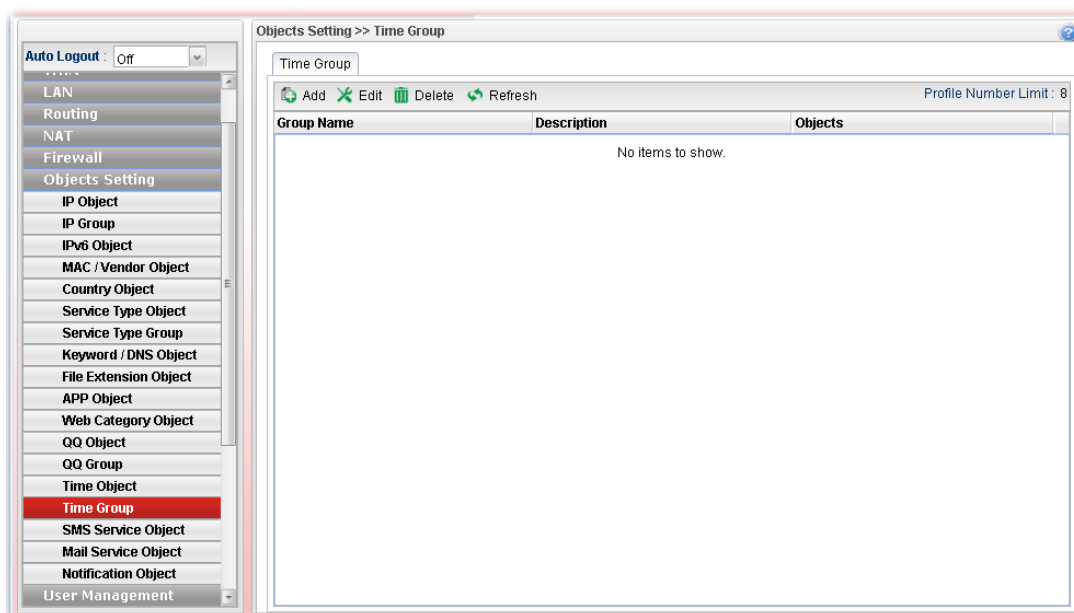 Objects Setting >> Time Group
Auto Logout : Off
LAN
Routing
NAT
Firewall
Objects Setting
IP Object
IP Group
IPv6 Object
MAC / Vendor Object
Country Object
Service Type Object
Service Type Group
Keyword / DNS Object
File Extension Object
APP Object
Web Category Object
QQ Object
QQ Group
Time Object
Time Group
SMS Service Object
Mail Service Object
Notification Object
User Management
Time Group
Add Edit Delete Refresh Profile Number Limit : 8
Group Name Description Objects
No items to show.